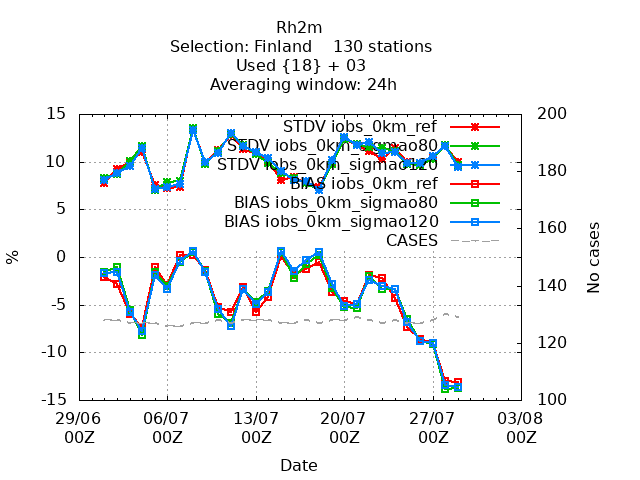 Rh2m
Selection: Finland 130 stations
Used {18} + 03
Averaging window: 24h
15
10
5
0
-5
-10
-15
%
200
180
160
140
120
100
No cases
STDV iobs_0km_ref
STDV iobs_0km_sigmao80
STDV iobs_0km_sigmao120
BIAS iobs_0km_ref
BIAS iobs_0km_sigmao80
BIAS iobs_0km_sigmao120
CASES
29/06 06/07 13/07 20/07 27/07 03/08
00Z 00Z 00Z 00Z 00Z 00Z
Date